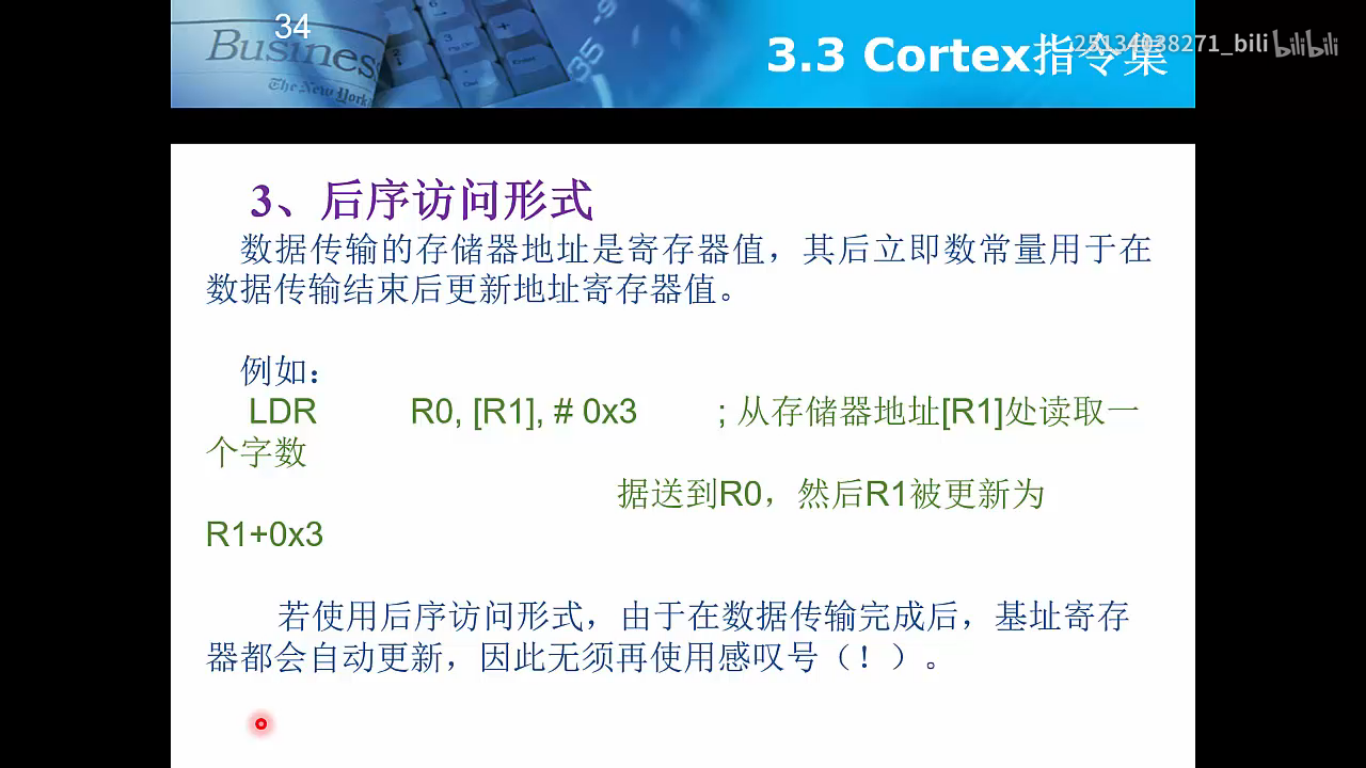 34
Business
The New York
3.3 Cortex指令集
25134038271_bili bilibili
3、后序访问形式
数据传输的存储器地址是寄存器值，其后立即数常量用于在
数据传输结束后更新地址寄存器值。
例如：
LDR R0, [R1], # 0x3 ; 从存储器地址[R1]处读取一
个字数
据送到R0，然后R1被更新为
R1+0x3
若使用后序访问形式，由于在数据传输完成后，基址寄存
器都会自动更新，因此无须再使用感叹号（！）。